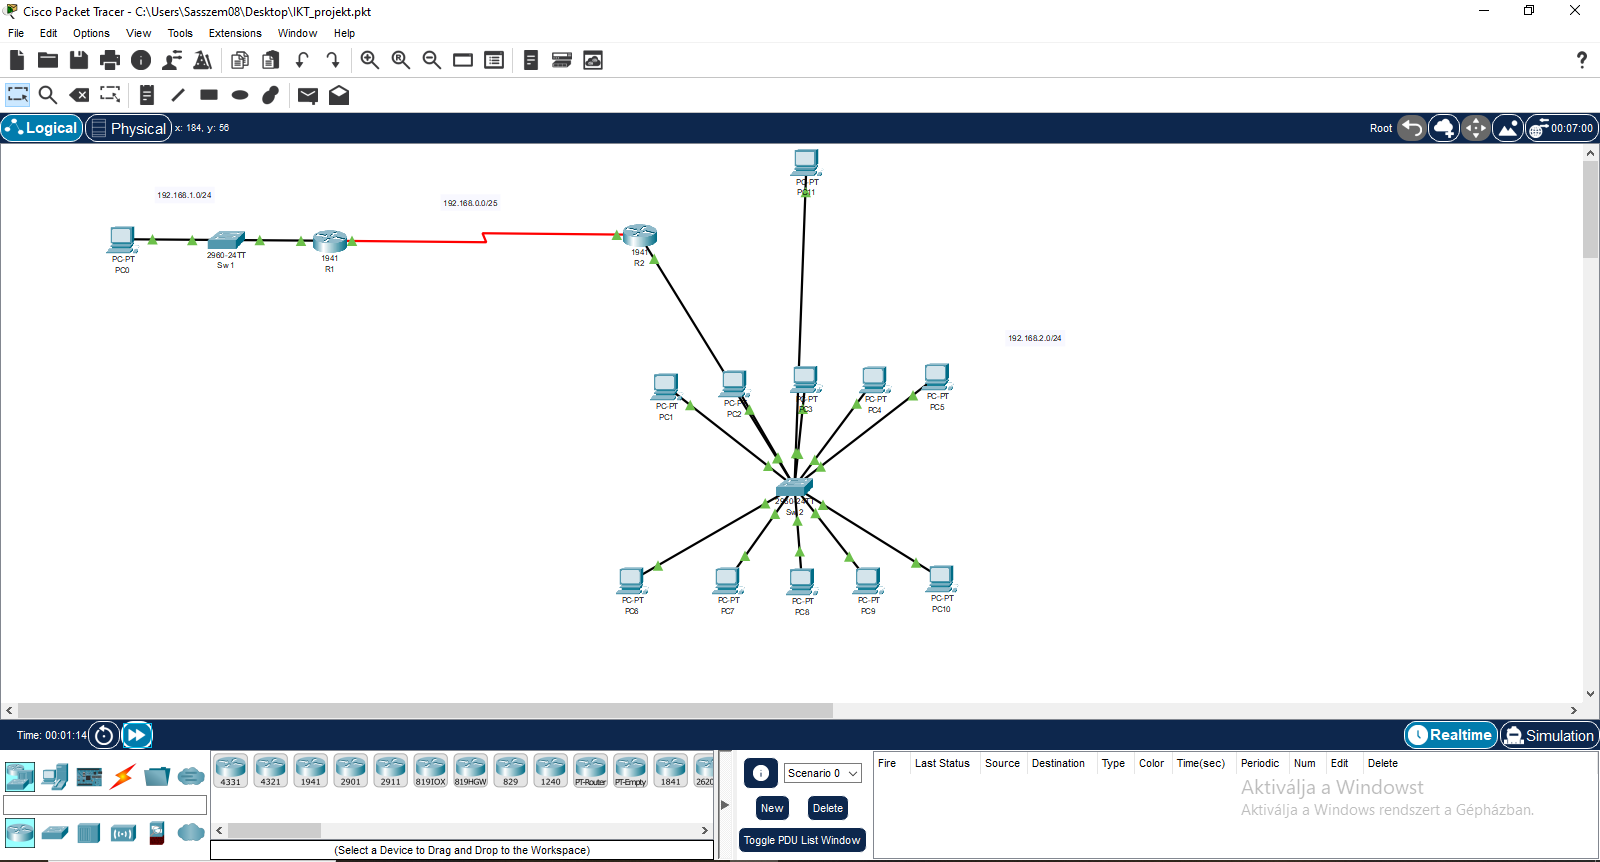 Cisco Packet Tracer - C:\Users\Sasszem08\Desktop\IKT_projekt.pkt
File Edit Options View Tools Extensions Window Help
Logical Physical x: 184, y: 56 Root 00:07:00
PC-PT
PC11
192.168.1.0/24
192.168.0.0/25
PC-PT
PC0
2960-24TT
Sw1
1941
R1
1941
R2
192.168.2.0/24
PC-PT
PC1
PC-PT
PC2
PC-PT
PC3
PC-PT
PC4
PC-PT
PC5
2960-24TT
Sw2
PC-PT
PC6
PC-PT
PC7
PC-PT
PC8
PC-PT
PC9
PC-PT
PC10
Time: 00:01:14 Realtime Simulation
4331 4321 1941 2901 2911 819IOX 819HGW 829 1240 PT-Router PT-Empty 1841 2620
(Select a Device to Drag and Drop to the Workspace)
Scenario 0
New Delete
Toggle PDU List Window
Fire Last Status Source Destination Type Color Time(sec) Periodic Num Edit Delete
Aktiválja a Windowst
Aktiválja a Windows rendszert a Gépházban.